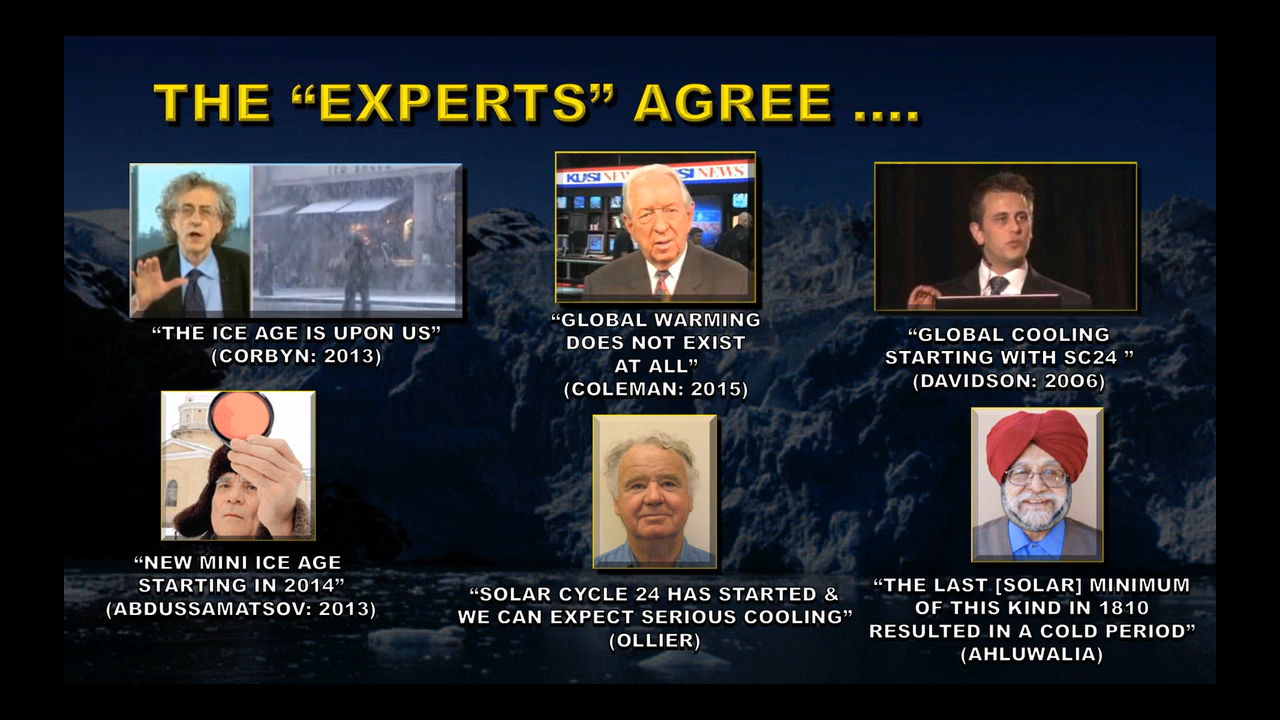 THE “EXPERTS” AGREE ....
KUSI NEWS
SI NEWS
“THE ICE AGE IS UPON US”
(CORBYN: 2013)
“GLOBAL WARMING
DOES NOT EXIST
AT ALL”
(COLEMAN: 2015)
“GLOBAL COOLING
STARTING WITH SC24 ”
(DAVIDSON: 20O6)
“NEW MINI ICE AGE
STARTING IN 2014”
(ABDUSSAMATSOV: 2013)
“SOLAR CYCLE 24 HAS STARTED &
WE CAN EXPECT SERIOUS COOLING”
(OLLIER)
“THE LAST [SOLAR] MINIMUM
OF THIS KIND IN 1810
RESULTED IN A COLD PERIOD”
(AHLUWALIA)